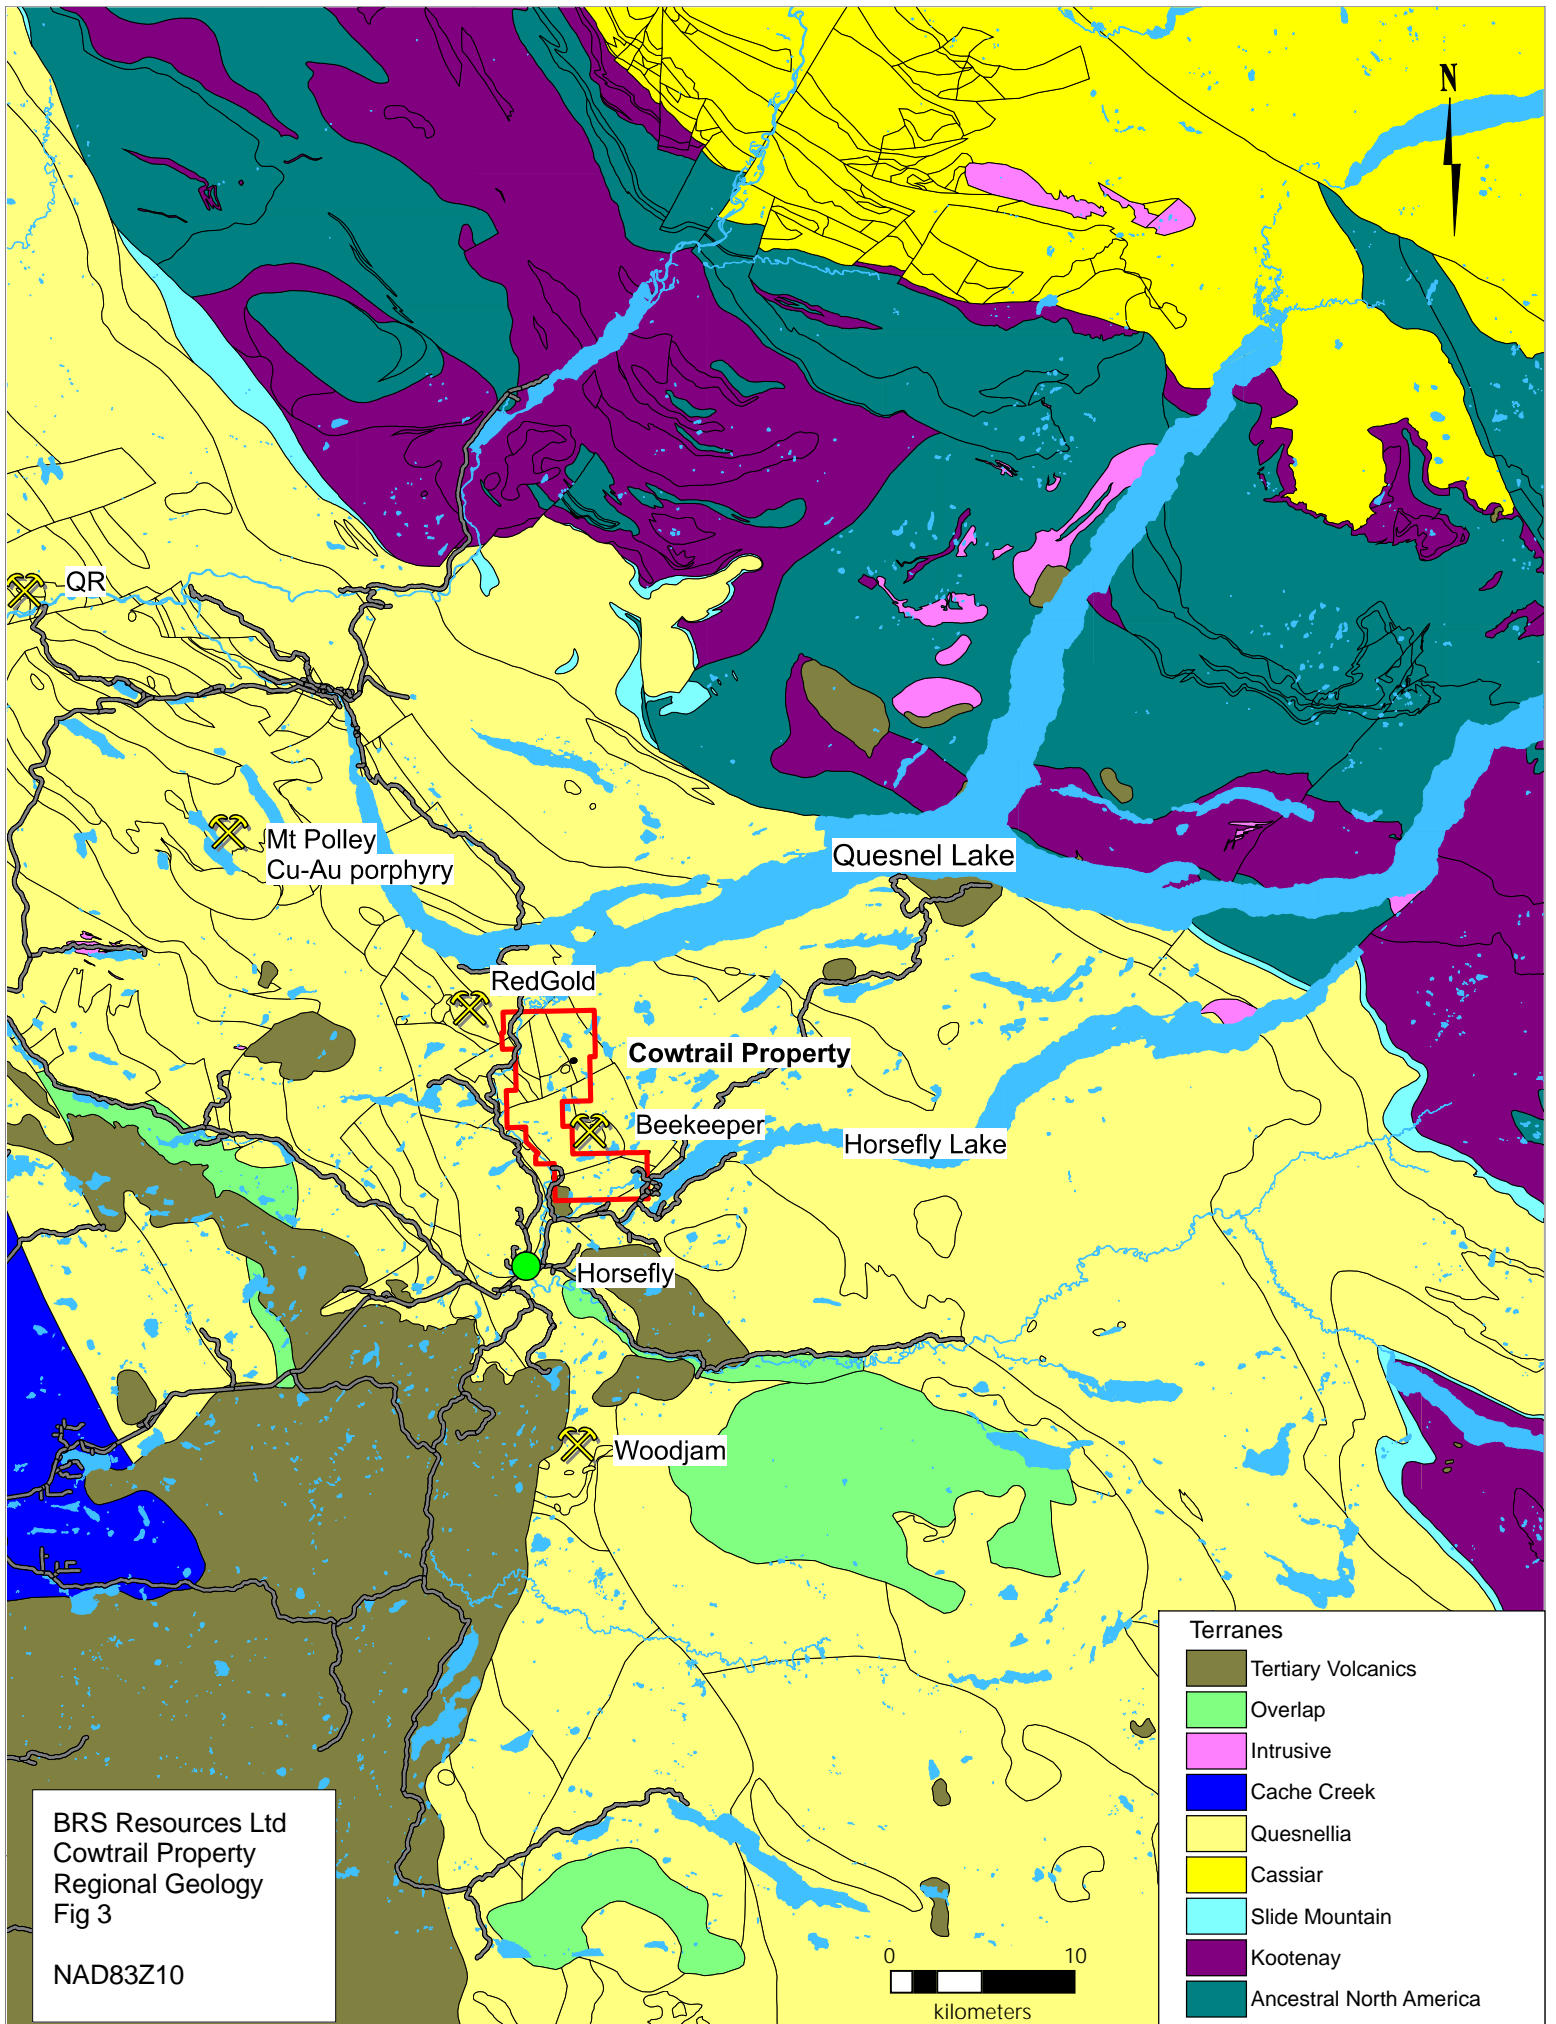 N
QR
Mt Polley
Cu-Au porphyry
Quesnel Lake
RedGold
Cowtrail Property
Beekeeper
Horsefly Lake
Horsefly
Woodjam
Terranes
Tertiary Volcanics
Overlap
Intrusive
Cache Creek
Quesnellia
Cassiar
Slide Mountain
Kootenay
Ancestral North America
BRS Resources Ltd
Cowtrail Property
Regional Geology
Fig 3
NAD83Z10
0 10
kilometers